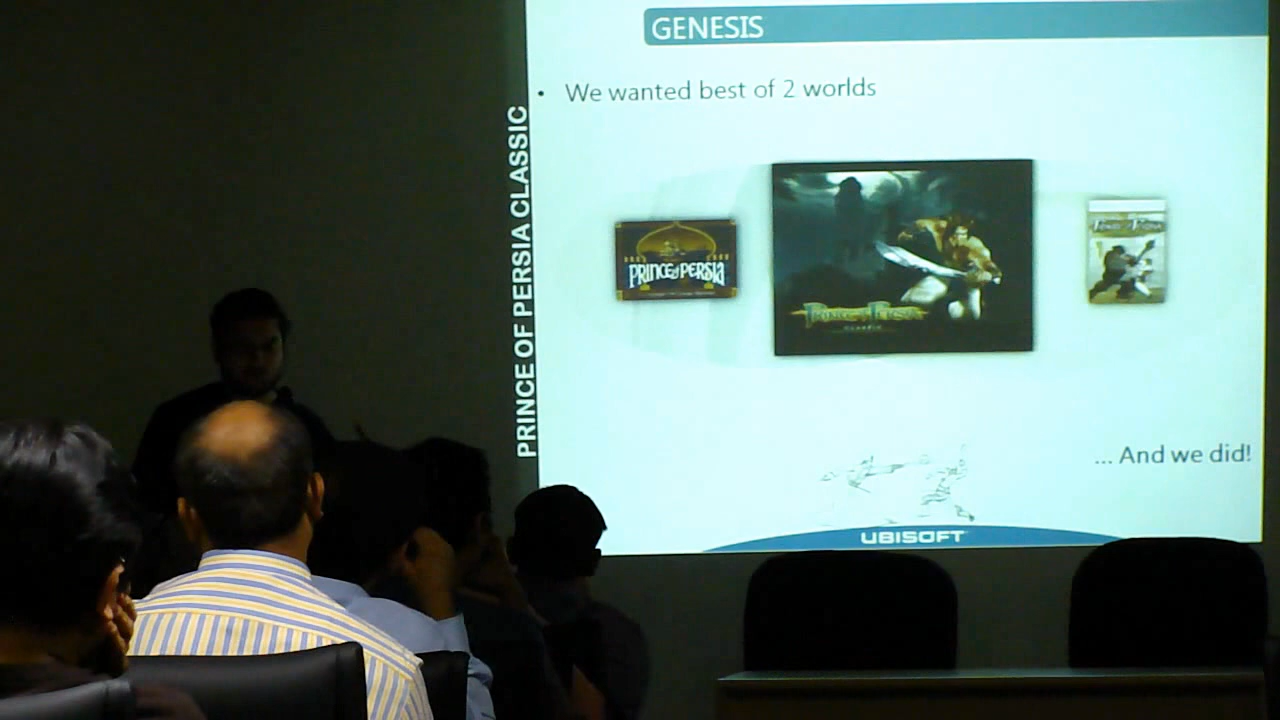 GENESIS
• We wanted best of 2 worlds
PRINCE OF PERSIA CLASSIC
PRINCE of PERSIA
PRINCE of PERSIA
CLASSIC
... And we did!
UBISOFT